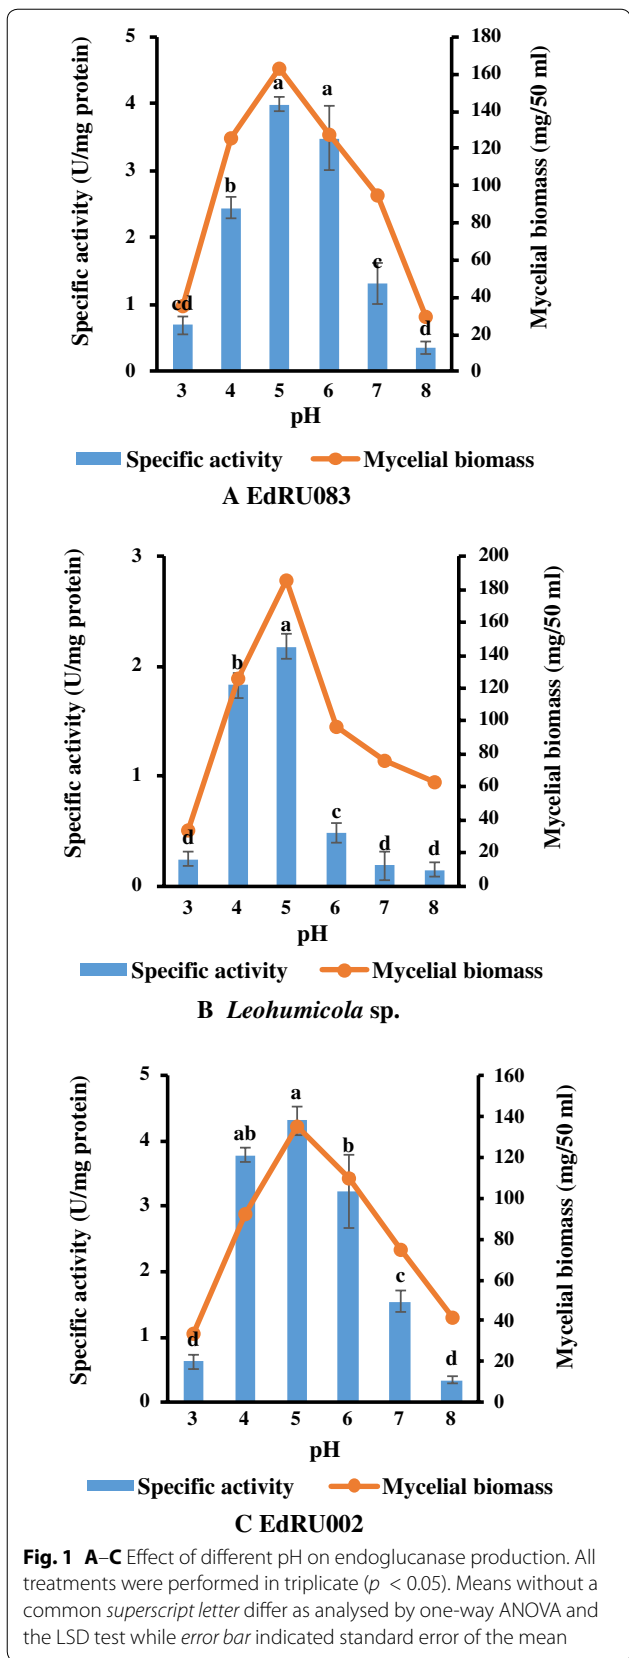 5
4
3
2
1
0
Specific activity (U/mg protein)
180
160
140
120
100
80
60
40
20
0
Mycelial biomass (mg/50 ml)
cd
b
a
a
c
d
3 4 5 6 7 8
pH
Specific activity Mycelial biomass
A EdRU083
3
2
1
0
Specific activity (U/mg protein)
200
180
160
140
120
100
80
60
40
20
0
Mycelial biomass (mg/50 ml)
d
b
a
c
d
d
3 4 5 6 7 8
pH
Specific activity Mycelial biomass
B Leohumicola sp.
5
4
3
2
1
0
Specific activity (U/mg protein)
160
140
120
100
80
60
40
20
0
Mycelial biomass (mg/50 ml)
d
ab
a
b
c
d
3 4 5 6 7 8
pH
Specific activity Mycelial biomass
C EdRU002
Fig. 1 A–C Effect of different pH on endoglucanase production. All
treatments were performed in triplicate (p < 0.05). Means without a
common superscript letter differ as analysed by one-way ANOVA and
the LSD test while error bar indicated standard error of the mean